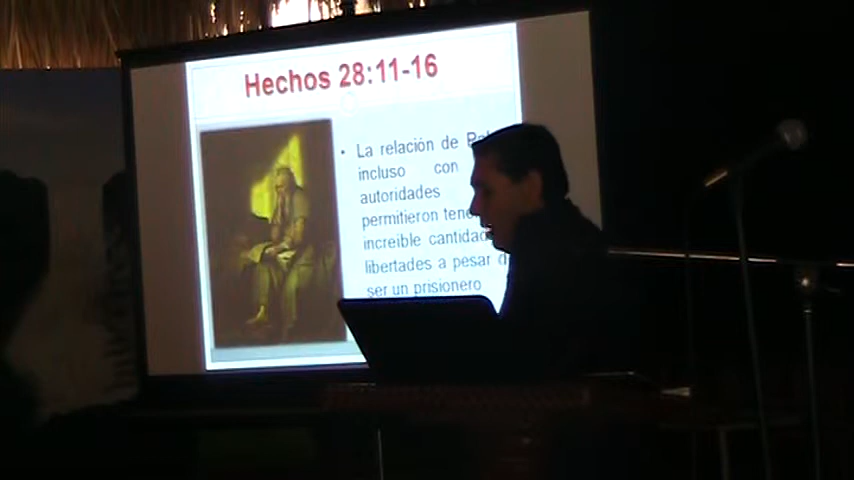 Hechos 28:11-16
• La relación de
incluso con
autoridades
permitieron
increible
libertades a pesar
ser un prisionero